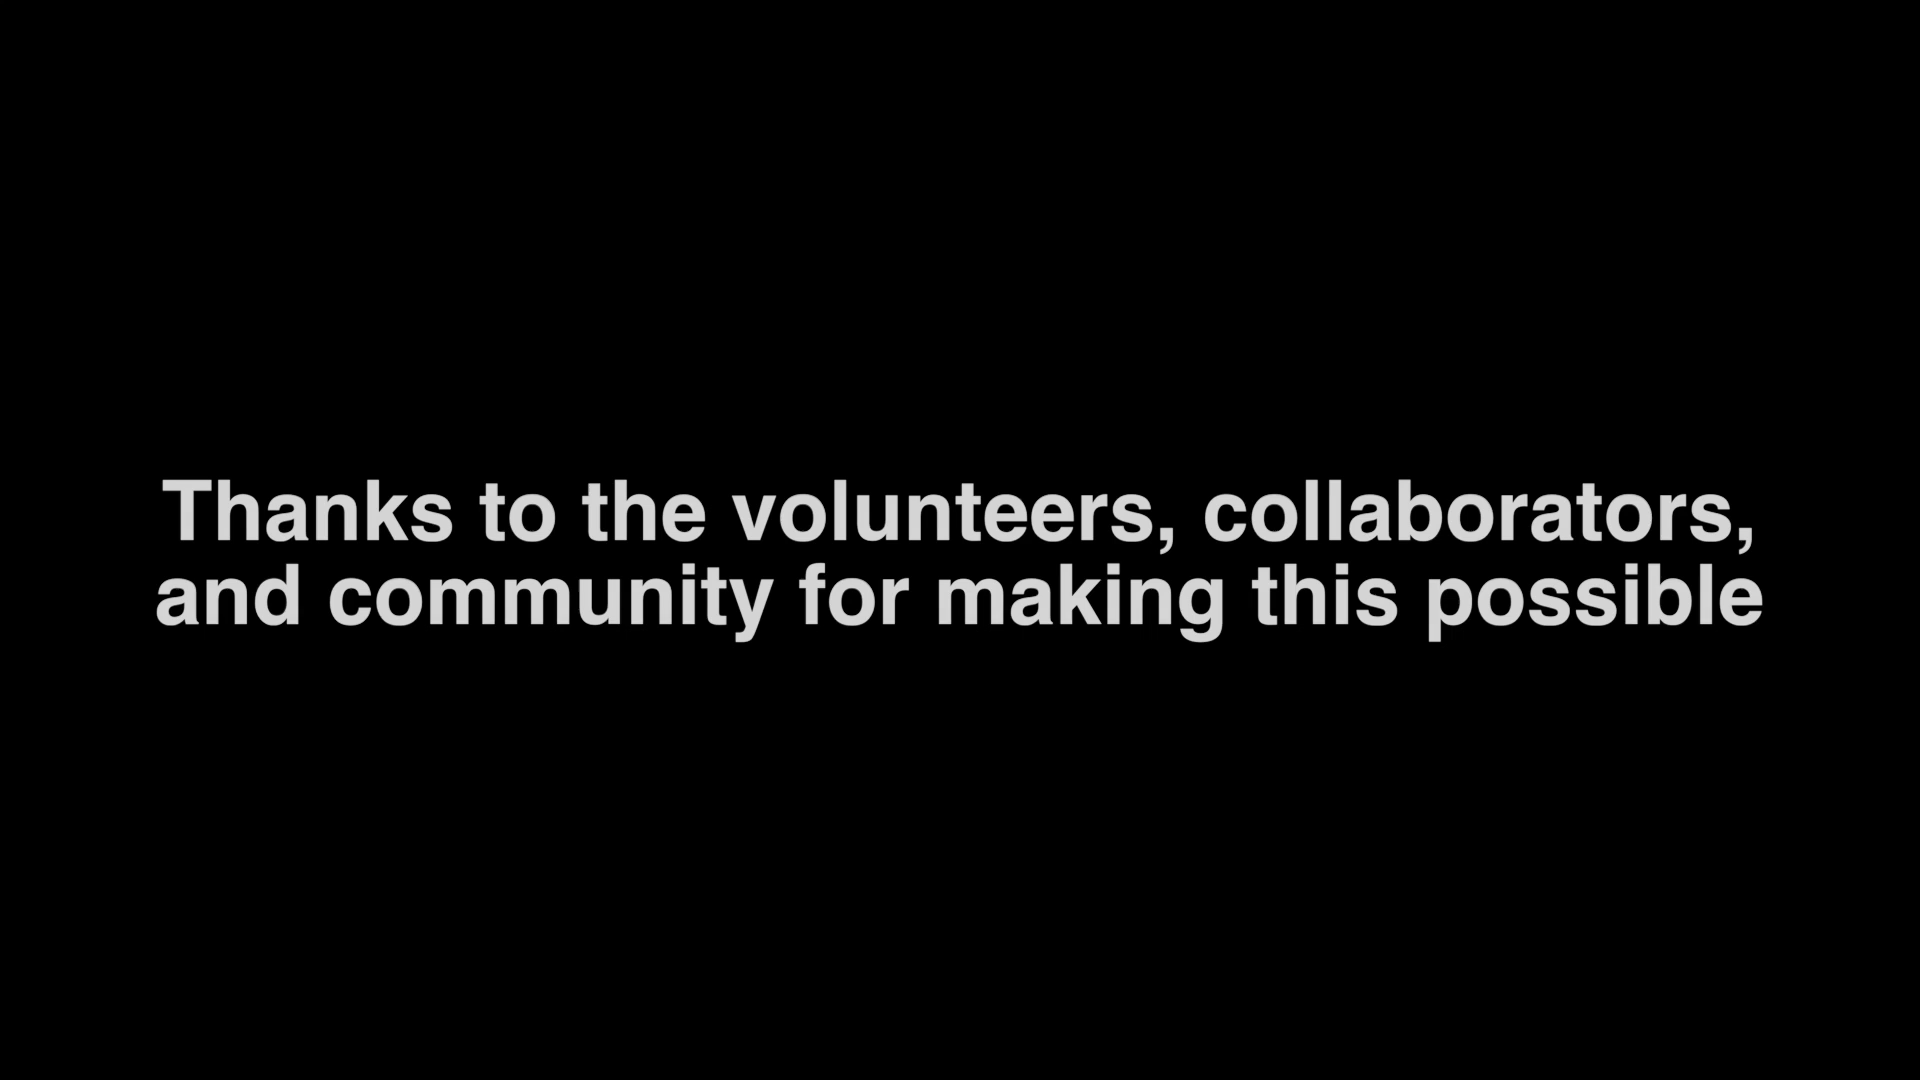 Thanks to the volunteers, collaborators,
and community for making this possible